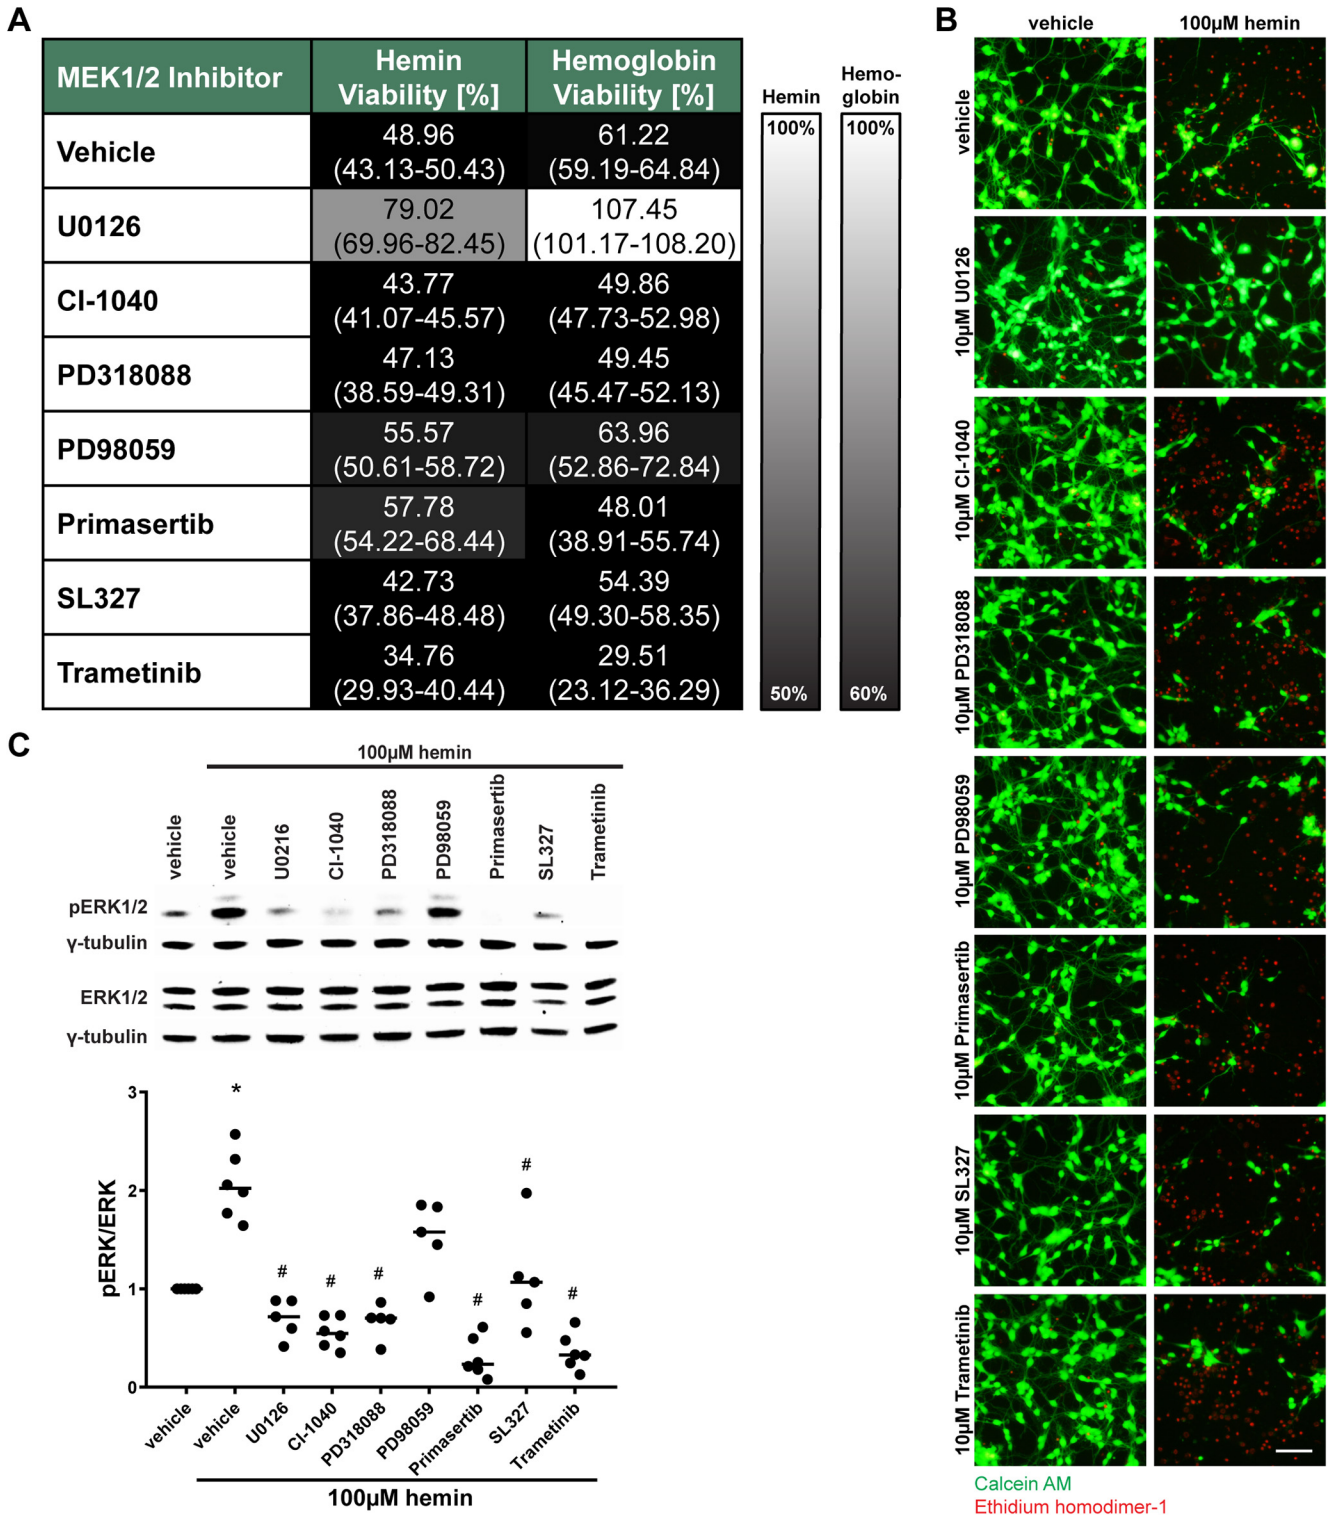 A
MEK1/2 Inhibitor
Hemin
Viability [%]
Hemoglobin
Viability [%]
Vehicle
48.96
(43.13-50.43)
61.22
(59.19-64.84)
U0126
79.02
(69.96-82.45)
107.45
(101.17-108.20)
CI-1040
43.77
(41.07-45.57)
49.86
(47.73-52.98)
PD318088
47.13
(38.59-49.31)
49.45
(45.47-52.13)
PD98059
55.57
(50.61-58.72)
63.96
(52.86-72.84)
Primasertib
57.78
(54.22-68.44)
48.01
(38.91-55.74)
SL327
42.73
(37.86-48.48)
54.39
(49.30-58.35)
Trametinib
34.76
(29.93-40.44)
29.51
(23.12-36.29)
Hemin
Hemo-
globin
100%
100%
50%
60%
B
vehicle
100µM hemin
vehicle
10µM U0126
10µM CI-1040
10µM PD318088
10µM PD98059
10µM Primasertib
10µM SL327
10µM Trametinib
Calcein AM
Ethidium homodimer-1
C
100µM hemin
vehicle
vehicle
U0216
CI-1040
PD318088
PD98059
Primasertib
SL327
Trametinib
pERK1/2
γ-tubulin
ERK1/2
γ-tubulin
pERK/ERK
3
2
1
0
*
#
#
#
#
#
#
vehicle
vehicle
U0126
CI-1040
PD318088
PD98059
Primasertib
SL327
Trametinib
100µM hemin